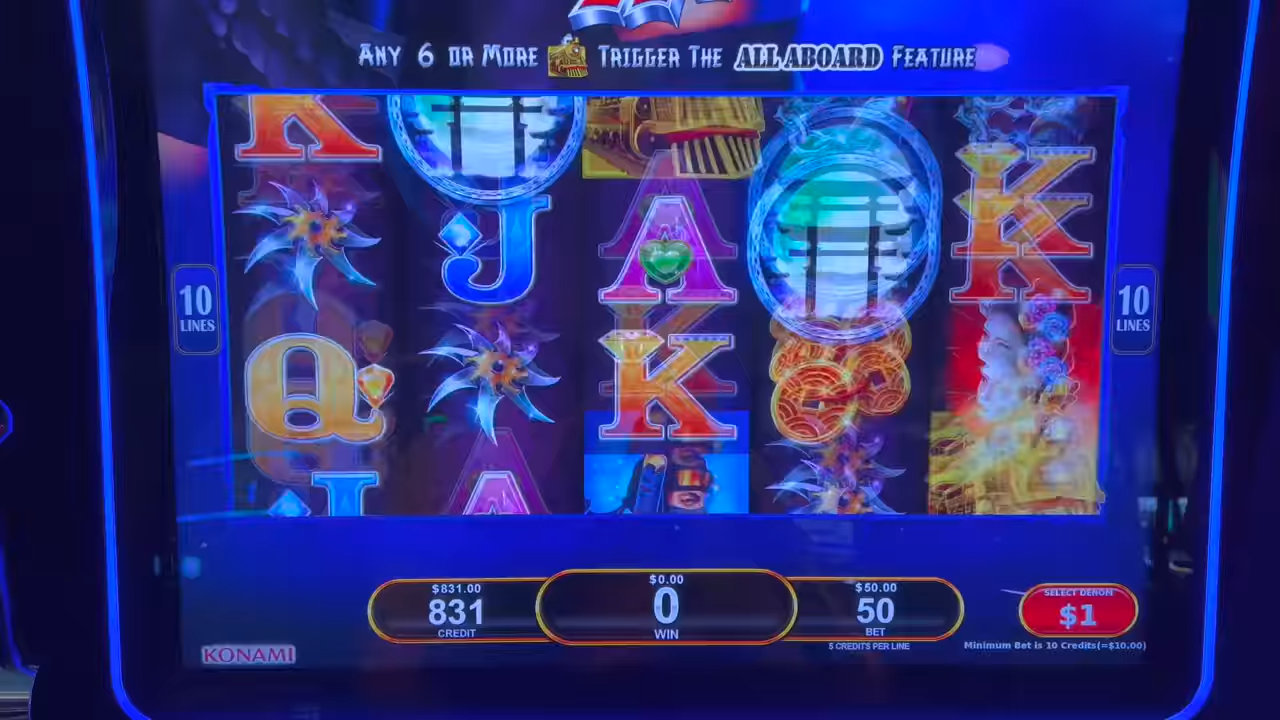 ANY 6 OR MORE TRIGGER THE ALL ABOARD FEATURE
K
K
J
A
Q
K
J
A
10
LINES
10
LINES
$831.00
831
CREDIT
$0.00
0
WIN
$50.00
50
BET
5 CREDITS PER LINE
SELECT DENOM
$1
Minimum Bet is 10 Credits(=$10.00)
KONAMI